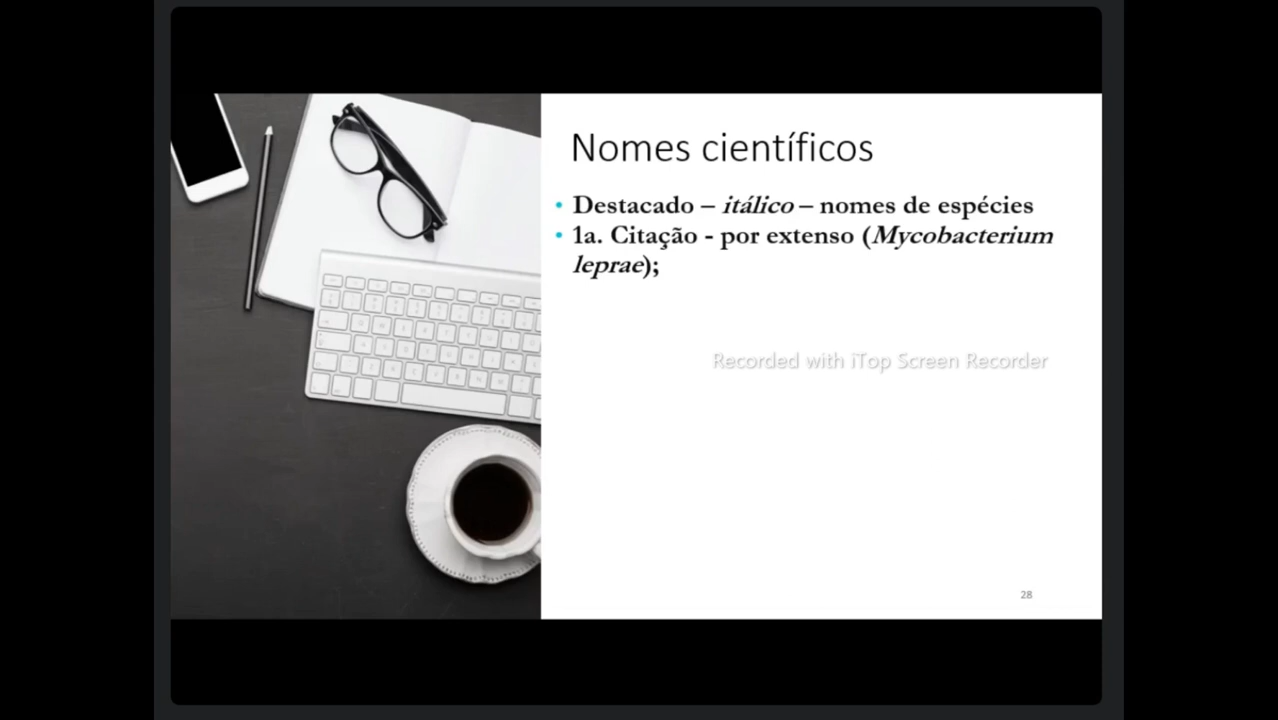 Nomes científicos
• Destacado – itálico – nomes de espécies
• 1a. Citação - por extenso (Mycobacterium
leprae);
Recorded with iTop Screen Recorder
28